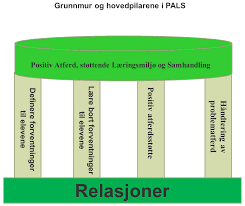 Grunnmur og hovedpilarene i PALS
Positiv Atferd, støttende Læringsmiljø og Samhandling
Definere forventninger
til elevene
Lære bort forventninger
til elevene
Positiv atferdsstøtte
Håndtering av
problematferd
Relasjoner